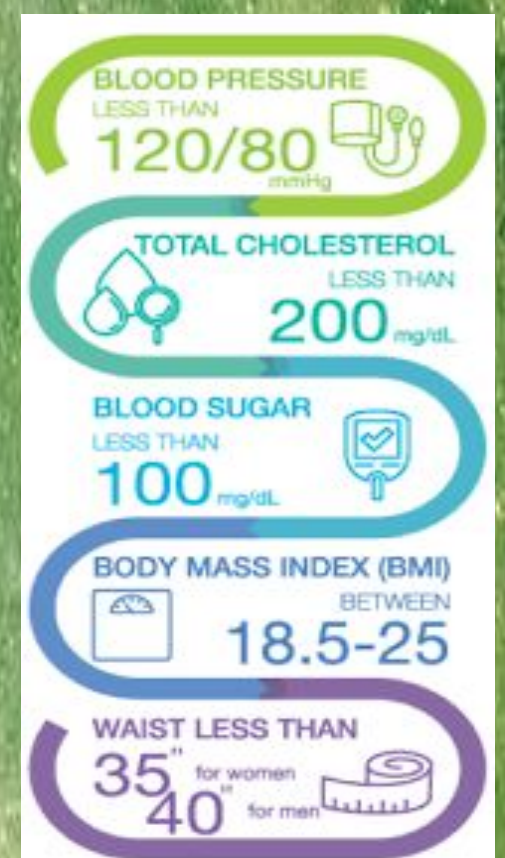 BLOOD PRESSURE
LESS THAN
120/80
mmHg
TOTAL CHOLESTEROL
LESS THAN
200 mg/dL
BLOOD SUGAR
LESS THAN
100 mg/dL
BODY MASS INDEX (BMI)
BETWEEN
18.5-25
WAIST LESS THAN
35" for women
40" for men